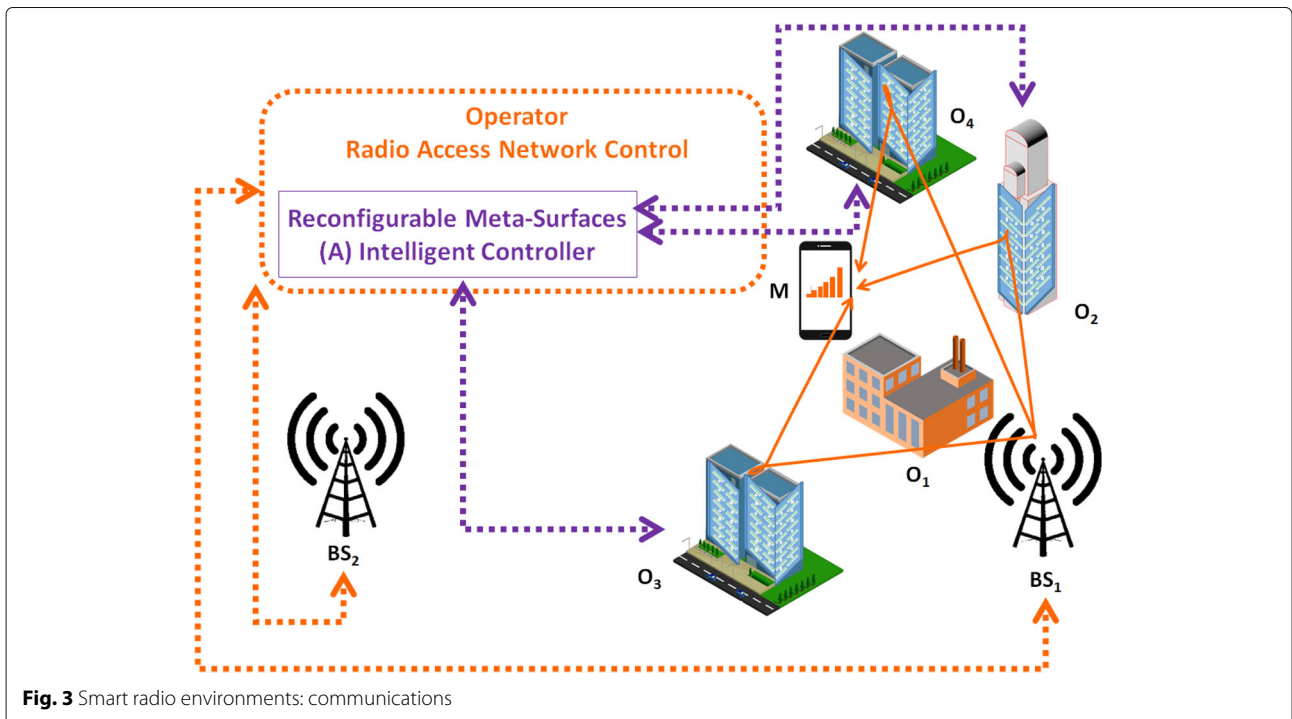 Operator
Radio Access Network Control
Reconfigurable Meta-Surfaces
(A) Intelligent Controller
O₄
M
O₂
O₁
BS₂
O₃
BS₁
Fig. 3 Smart radio environments: communications